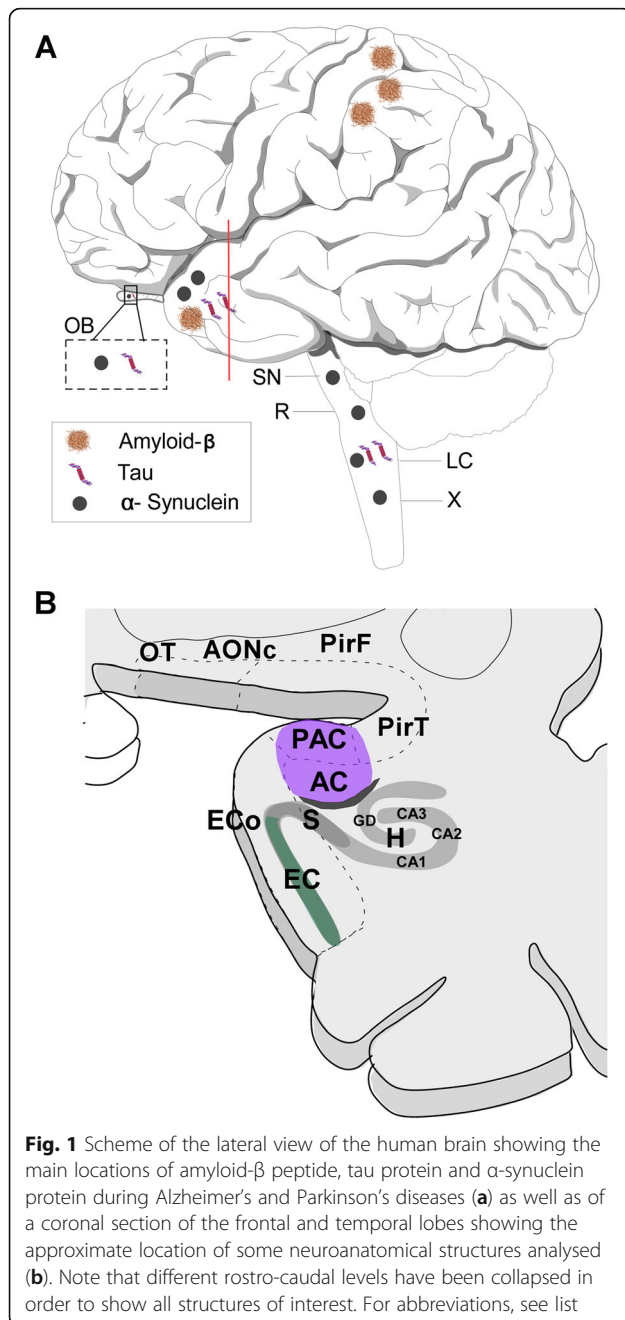 A
OB
SN
R
LC
X
Amyloid-β
Tau
α- Synuclein
B
OT AONc PirF
PirT
PAC
AC
ECo S GD CA3 CA2
H
CA1
EC
Fig. 1 Scheme of the lateral view of the human brain showing the
main locations of amyloid-β peptide, tau protein and α-synuclein
protein during Alzheimer's and Parkinson's diseases (a) as well as of
a coronal section of the frontal and temporal lobes showing the
approximate location of some neuroanatomical structures analysed
(b). Note that different rostro-caudal levels have been collapsed in
order to show all structures of interest. For abbreviations, see list